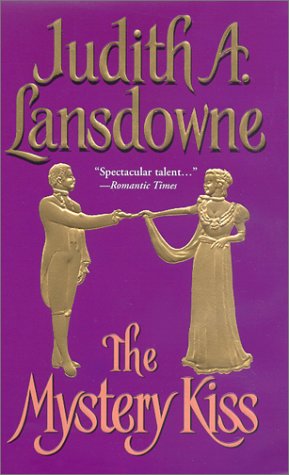 Judith A.
Lansdowne
“Spectacular talent...”
—Romantic Times
The
Mystery Kiss